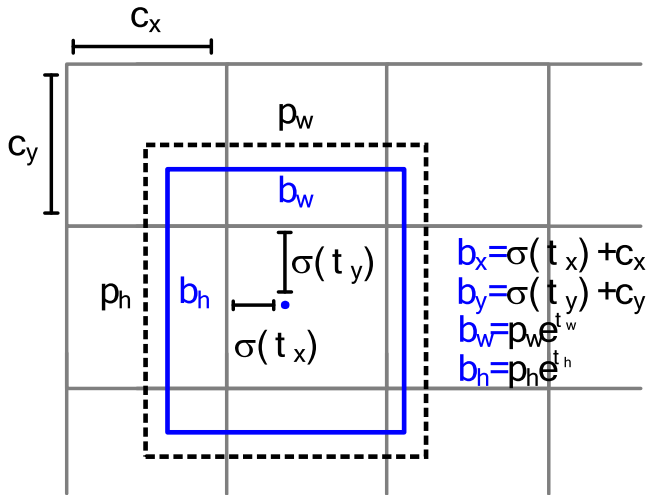 cx
cy
pw
bw
ph
bh
σ(ty)
σ(tx)
bx=σ(tx)+cx
by=σ(ty)+cy
bw=pwe^tw
bh=phe^th